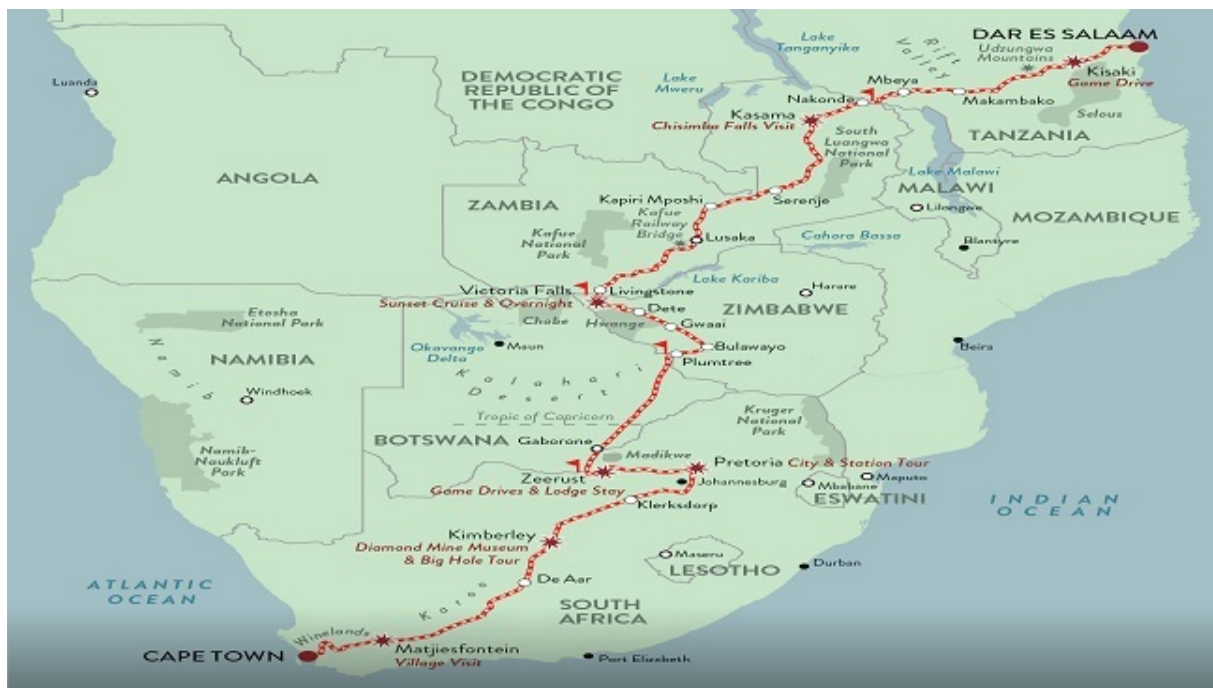 DAR ES SALAAM
Lake
Tanganyika
Rift
Valley
Udzungwa
Mountains
Luanda
DEMOCRATIC
REPUBLIC OF
THE CONGO
Lake
Mweru
Mbeya
Kisaki
Game Drive
Nakonde
Makambako
Kasama
Chisimba Falls Visit
Selous
TANZANIA
South
Luangwa
National
Park
Lake Malawi
ANGOLA
MALAWI
ZAMBIA
Kapiri Mposhi
Serenje
Lilongwe
MOZAMBIQUE
Kafue
Railway
Bridge
Kafue
National
Park
Lusaka
Cahora Bassa
Blantyre
Lake Kariba
Victoria Falls
Sunset Cruise & Overnight
Livingstone
Harare
Dete
ZIMBABWE
Etosha
National Park
Chobe
Hwange
Gwaai
Okavango
Delta
Maun
Bulawayo
Beira
Plumtree
NAMIBIA
Namib
Kalahari
Desert
Windhoek
Tropic of Capricorn
Kruger
National
Park
BOTSWANA
Gaborone
Madikwe
Namib-
Naukluft
Park
Zeerust
Game Drives & Lodge Stay
Pretoria City & Station Tour
Johannesburg
Maputo
Mbabane
ESWATINI
INDIAN
OCEAN
Klerksdorp
Kimberley
Diamond Mine Museum
& Big Hole Tour
Maseru
LESOTHO
Durban
De Aar
ATLANTIC
OCEAN
Karoo
SOUTH
AFRICA
Winelands
CAPE TOWN
Matjiesfontein
Village Visit
Port Elizabeth